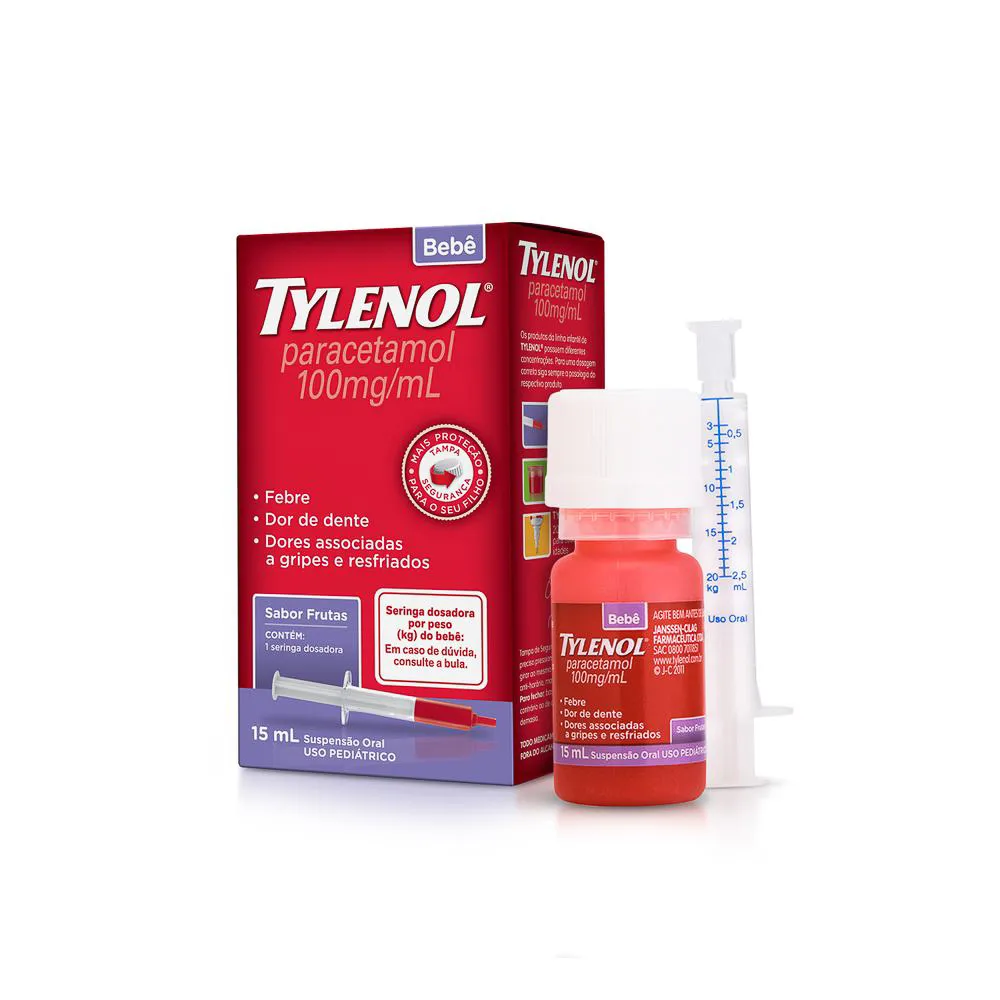 Bebê
TYLENOL®
paracetamol
100mg/mL
MAIS PROTEÇÃO
PARA O SEU FILHO
TAMPA
SEGURANÇA
• Febre
• Dor de dente
• Dores associadas
a gripes e resfriados
Sabor Frutas
CONTÉM:
1 seringa dosadora
Seringa dosadora
por peso
(kg) do bebê:
Em caso de dúvida,
consulte a bula.
15 mL Suspensão Oral
USO PEDIÁTRICO
TYLENOL®
paracetamol
100mg/mL
Os produtos da linha infantil de
TYLENOL® possuem diferentes
concentrações. Para uma dosagem
correta siga sempre a posologia do
respectivo produto.
Bebê
AGITE BEM ANTES DE
JANSSEN-CILAG
FARMACÊUTICA LTDA
SAC 0800 7011851
www.tylenol.com.br
© J-C 2011
TYLENOL®
paracetamol
100mg/mL
• Febre
• Dor de dente
• Dores associadas
a gripes e resfriados
Sabor Frutas
15 mL Suspensão Oral USO PEDIÁTRICO
3
5
0,5
1
10
1,5
15
2
20
2,5
kg
mL
Uso Oral